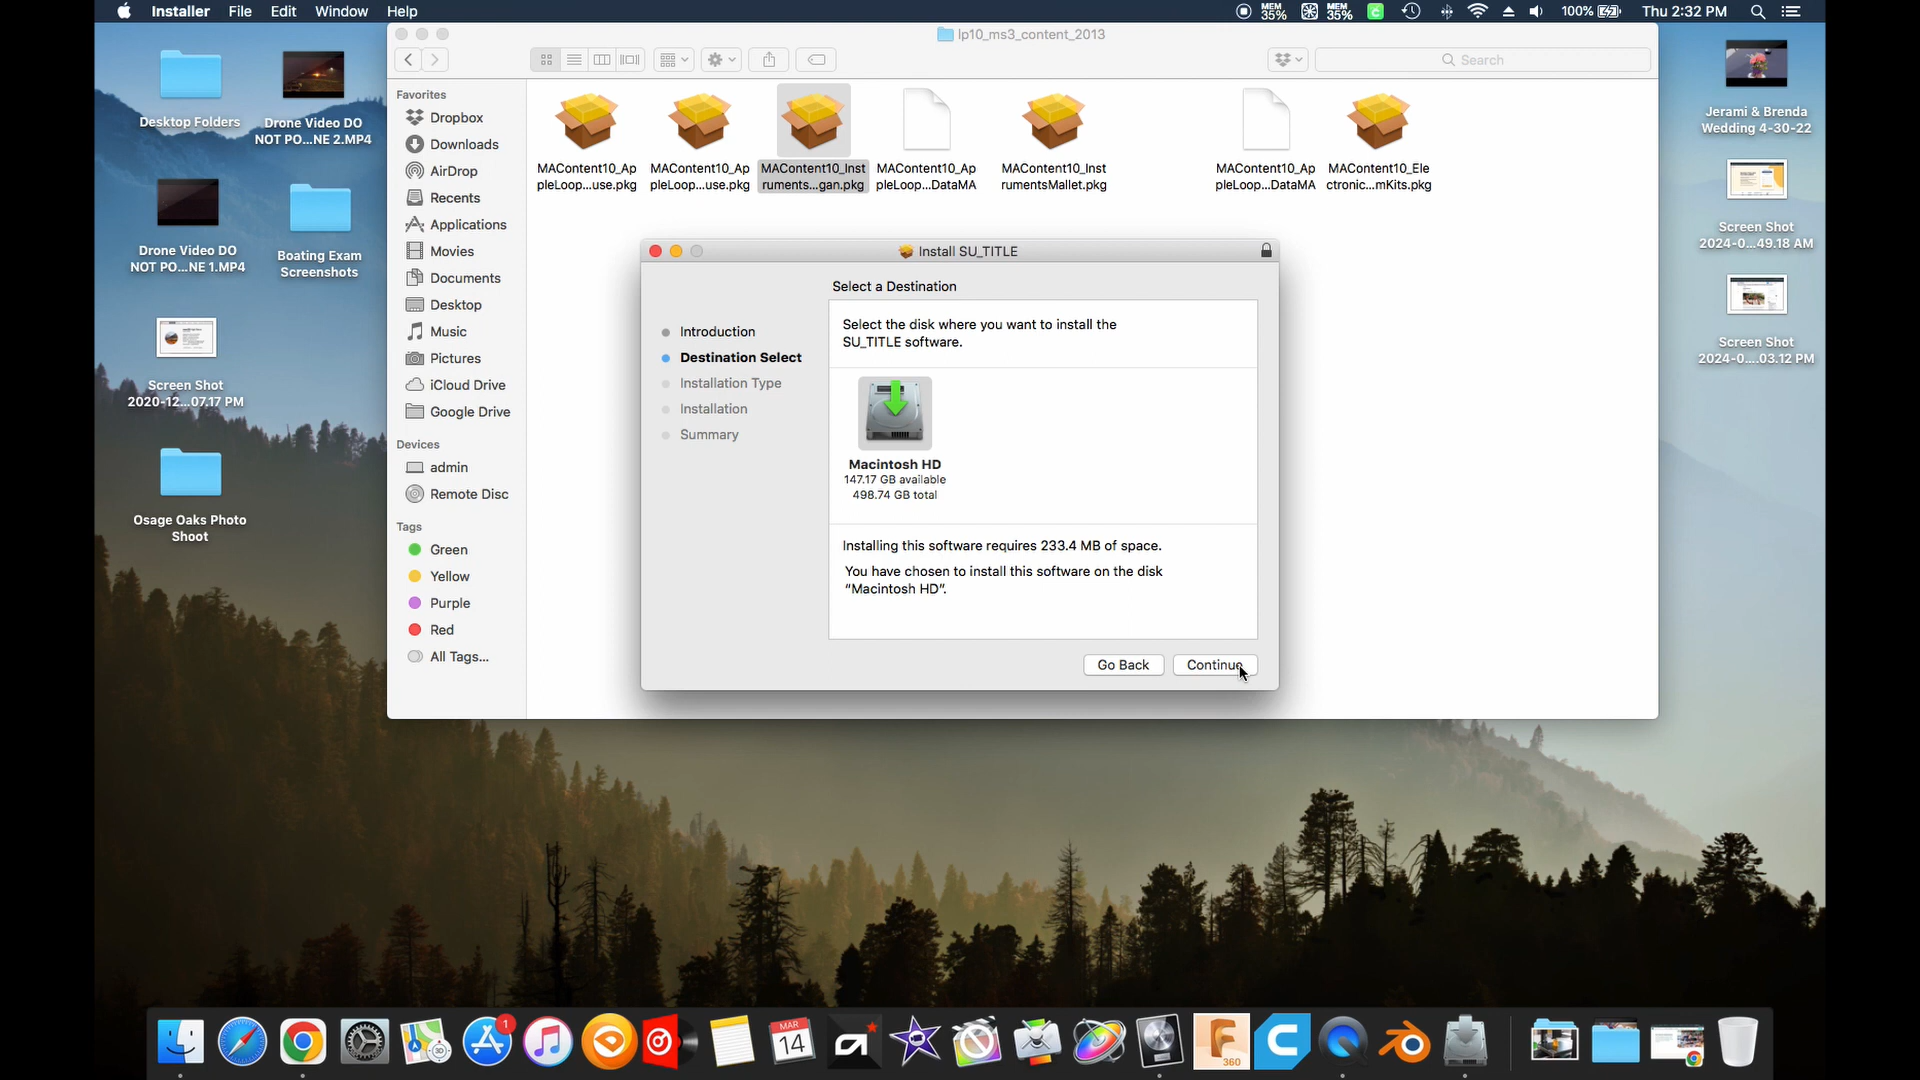 Installer File Edit Window Help
MEM 35% MEM 35% 100% Thu 2:32 PM
lp10_ms3_content_2013
Search
Desktop Folders
Drone Video DO
NOT PO...NE 2.MP4
Drone Video DO
NOT PO...NE 1.MP4
Boating Exam
Screenshots
Screen Shot
2020-12...07.17 PM
Osage Oaks Photo
Shoot
Favorites
Dropbox
Downloads
AirDrop
Recents
Applications
Movies
Documents
Desktop
Music
Pictures
iCloud Drive
Google Drive
Devices
admin
Remote Disc
Tags
Green
Yellow
Purple
Red
All Tags...
MAContent10_Ap
pleLoop...use.pkg
MAContent10_Ap
pleLoop...use.pkg
MAContent10_Inst
ruments...gan.pkg
MAContent10_Ap
pleLoop...DataMA
MAContent10_Inst
rumentsMallet.pkg
MAContent10_Ap
pleLoop...DataMA
MAContent10_Ele
ctronic...mKits.pkg
Install SU_TITLE
Select a Destination
Introduction
Destination Select
Installation Type
Installation
Summary
Select the disk where you want to install the
SU_TITLE software.
Macintosh HD
147.17 GB available
498.74 GB total
Installing this software requires 233.4 MB of space.
You have chosen to install this software on the disk
“Macintosh HD”.
Go Back
Continue
Jerami & Brenda
Wedding 4-30-22
Screen Shot
2024-0...49.18 AM
Screen Shot
2024-0....03.12 PM
3D
1
MAR
14
360